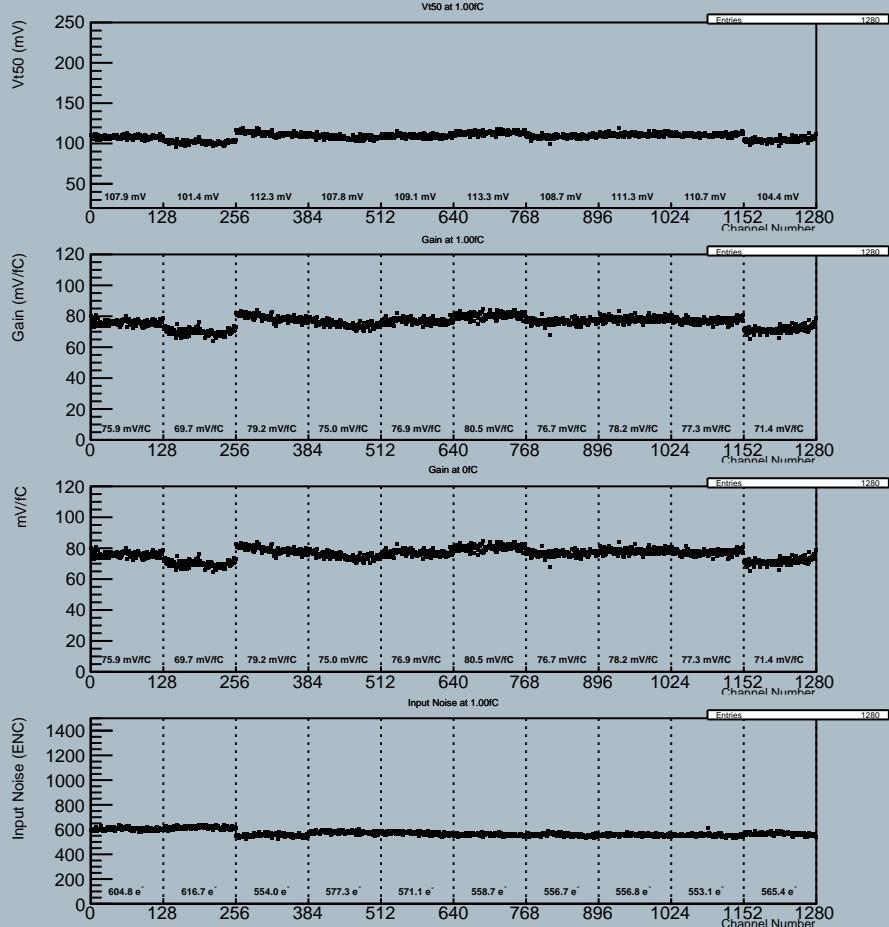 Vt50 at 1.00fC
Entries 1280
Vt50 (mV)
250
200
150
100
50
107.9 mV 101.4 mV 112.3 mV 107.8 mV 109.1 mV 113.3 mV 108.7 mV 111.3 mV 110.7 mV 104.4 mV
0 128 256 384 512 640 768 896 1024 1152 1280
Channel Number
Gain at 1.00fC
Entries 1280
Gain (mV/fC)
120
100
80
60
40
20
0
75.9 mV/fC 69.7 mV/fC 79.2 mV/fC 75.0 mV/fC 76.9 mV/fC 80.5 mV/fC 76.7 mV/fC 78.2 mV/fC 77.3 mV/fC 71.4 mV/fC
0 128 256 384 512 640 768 896 1024 1152 1280
Channel Number
Gain at 0fC
Entries 1280
mV/fC
120
100
80
60
40
20
0
75.9 mV/fC 69.7 mV/fC 79.2 mV/fC 75.0 mV/fC 76.9 mV/fC 80.5 mV/fC 76.7 mV/fC 78.2 mV/fC 77.3 mV/fC 71.4 mV/fC
0 128 256 384 512 640 768 896 1024 1152 1280
Channel Number
Input Noise at 1.00fC
Entries 1280
Input Noise (ENC)
1400
1200
1000
800
600
400
200
0
604.8 e⁻ 616.7 e⁻ 554.0 e⁻ 577.3 e⁻ 571.1 e⁻ 558.7 e⁻ 556.7 e⁻ 556.8 e⁻ 553.1 e⁻ 565.4 e⁻
0 128 256 384 512 640 768 896 1024 1152 1280
Channel Number